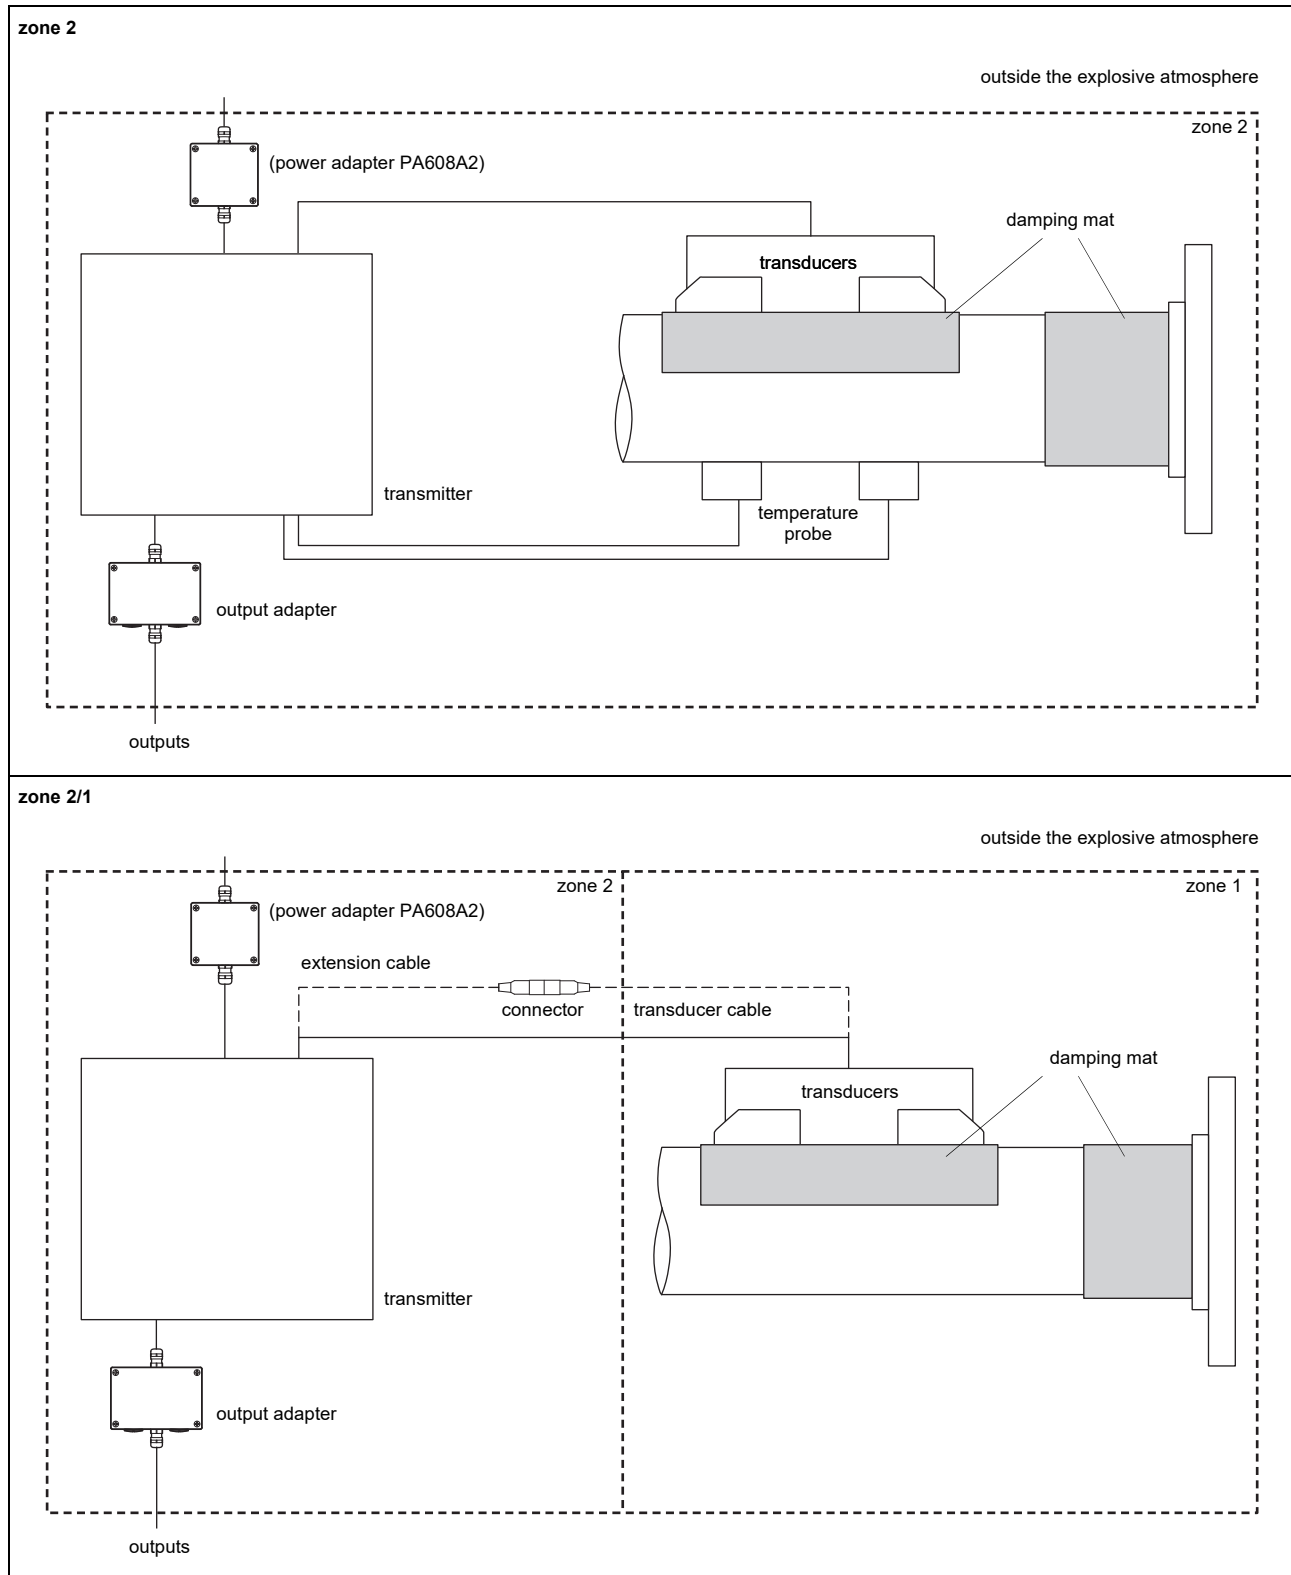 zone 2
outside the explosive atmosphere
zone 2
(power adapter PA608A2)
damping mat
transducers
transmitter
temperature
probe
output adapter
outputs
zone 2/1
outside the explosive atmosphere
zone 2
zone 1
(power adapter PA608A2)
extension cable
connector
transducer cable
damping mat
transducers
transmitter
output adapter
outputs